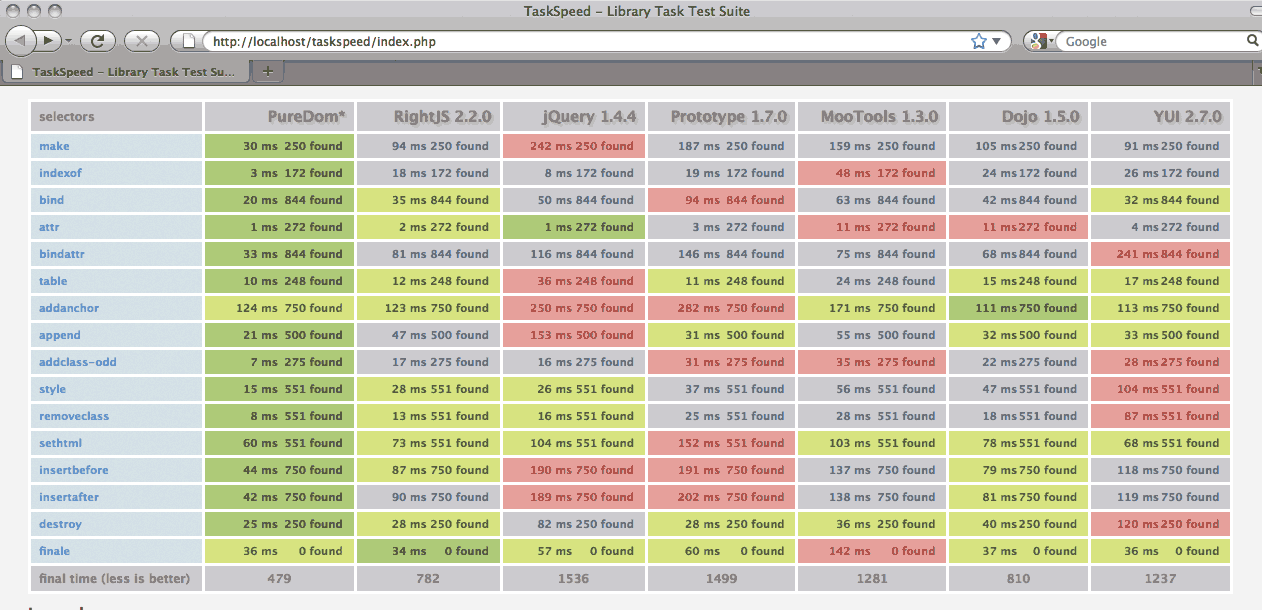 TaskSpeed – Library Task Test Suite
http://localhost/taskspeed/index.php Google
TaskSpeed – Library Task Test Su... +
selectors PureDom* RightJS 2.2.0 jQuery 1.4.4 Prototype 1.7.0 MooTools 1.3.0 Dojo 1.5.0 YUI 2.7.0
make 30 ms 250 found 94 ms 250 found 242 ms 250 found 187 ms 250 found 159 ms 250 found 105 ms 250 found 91 ms 250 found
indexof 3 ms 172 found 18 ms 172 found 8 ms 172 found 19 ms 172 found 48 ms 172 found 24 ms 172 found 26 ms 172 found
bind 20 ms 844 found 35 ms 844 found 50 ms 844 found 94 ms 844 found 63 ms 844 found 42 ms 844 found 32 ms 844 found
attr 1 ms 272 found 2 ms 272 found 1 ms 272 found 3 ms 272 found 11 ms 272 found 11 ms 272 found 4 ms 272 found
bindattr 33 ms 844 found 81 ms 844 found 116 ms 844 found 146 ms 844 found 75 ms 844 found 68 ms 844 found 241 ms 844 found
table 10 ms 248 found 12 ms 248 found 36 ms 248 found 11 ms 248 found 24 ms 248 found 15 ms 248 found 17 ms 248 found
addanchor 124 ms 750 found 123 ms 750 found 250 ms 750 found 282 ms 750 found 171 ms 750 found 111 ms 750 found 113 ms 750 found
append 21 ms 500 found 47 ms 500 found 153 ms 500 found 31 ms 500 found 55 ms 500 found 32 ms 500 found 33 ms 500 found
addclass-odd 7 ms 275 found 17 ms 275 found 16 ms 275 found 31 ms 275 found 35 ms 275 found 22 ms 275 found 28 ms 275 found
style 15 ms 551 found 28 ms 551 found 26 ms 551 found 37 ms 551 found 56 ms 551 found 47 ms 551 found 104 ms 551 found
removeclass 8 ms 551 found 13 ms 551 found 16 ms 551 found 25 ms 551 found 28 ms 551 found 18 ms 551 found 87 ms 551 found
sethtml 60 ms 551 found 73 ms 551 found 104 ms 551 found 152 ms 551 found 103 ms 551 found 78 ms 551 found 68 ms 551 found
insertbefore 44 ms 750 found 87 ms 750 found 190 ms 750 found 191 ms 750 found 137 ms 750 found 79 ms 750 found 118 ms 750 found
insertafter 42 ms 750 found 90 ms 750 found 189 ms 750 found 202 ms 750 found 138 ms 750 found 81 ms 750 found 119 ms 750 found
destroy 25 ms 250 found 28 ms 250 found 82 ms 250 found 28 ms 250 found 36 ms 250 found 40 ms 250 found 120 ms 250 found
finale 36 ms 0 found 34 ms 0 found 57 ms 0 found 60 ms 0 found 142 ms 0 found 37 ms 0 found 36 ms 0 found
final time (less is better) 479 782 1536 1499 1281 810 1237